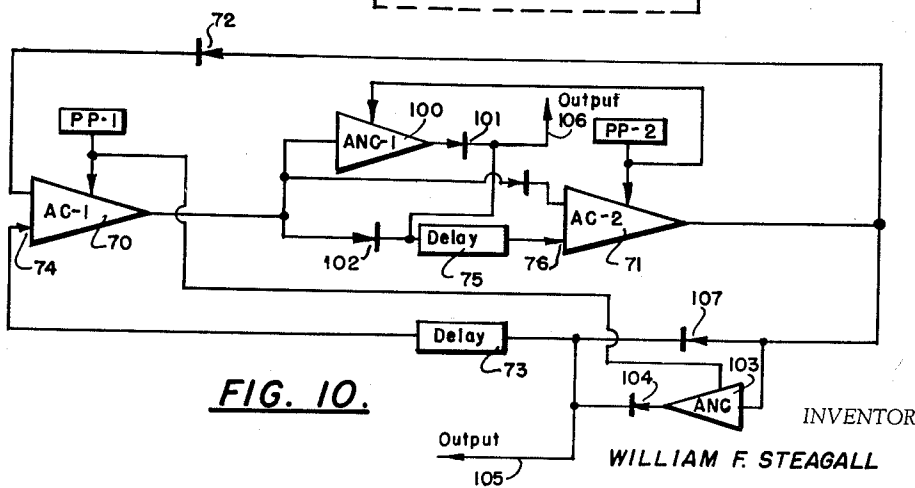 72
PP-1
ANC-1
100
101
Output
106
PP-2
AC-1
70
74
102
Delay
75
76
AC-2
71
107
Delay
73
103
104
ANC
FIG. 10.
INVENTOR
Output
105
WILLIAM F. STEAGALL